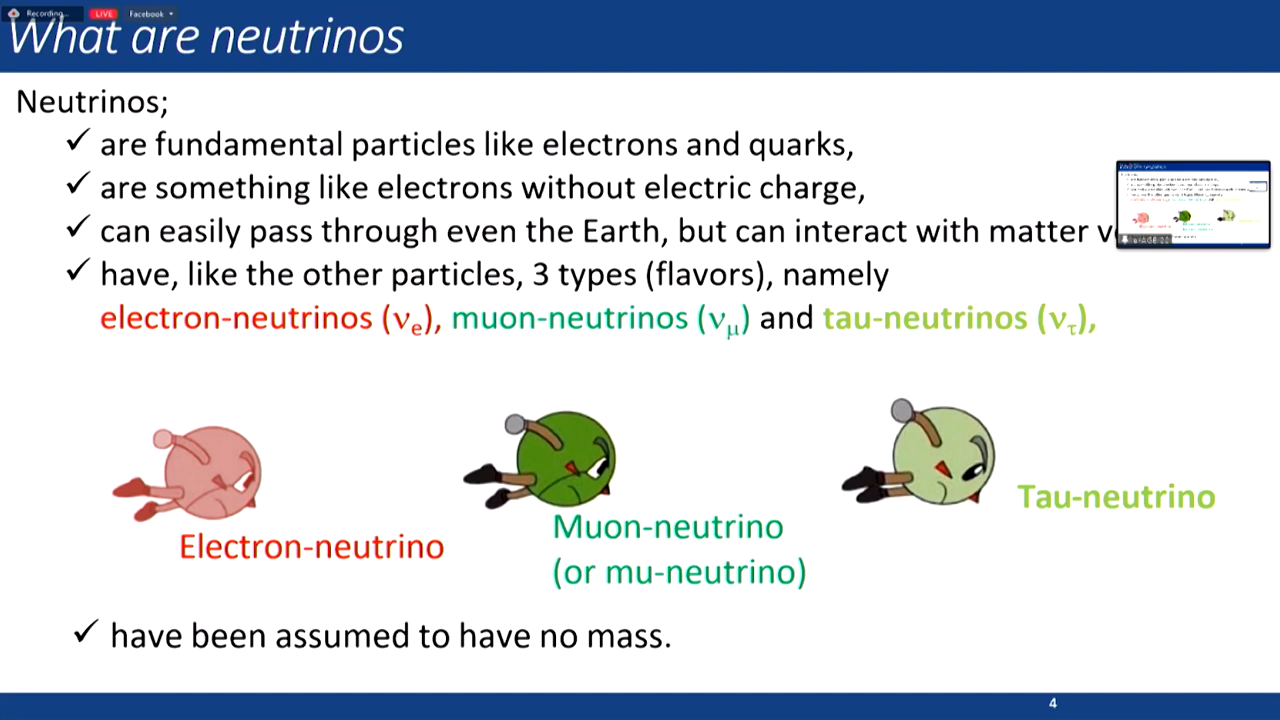 Recording...
LIVE
Facebook
What are neutrinos
Neutrinos;
✓ are fundamental particles like electrons and quarks,
✓ are something like electrons without electric charge,
✓ can easily pass through even the Earth, but can interact with matter
✓ have, like the other particles, 3 types (flavors), namely
electron-neutrinos (νe), muon-neutrinos (νμ) and tau-neutrinos (ντ),
Tau-neutrino
Muon-neutrino
Electron-neutrino
(or mu-neutrino)
✓ have been assumed to have no mass.
4